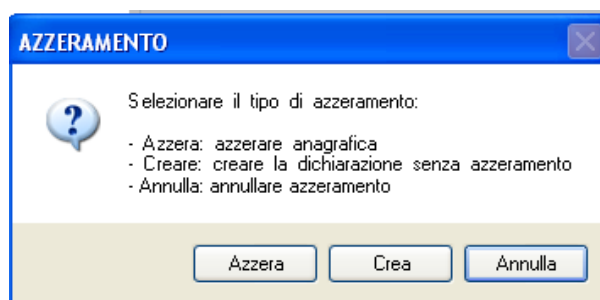 AZZERAMENTO
Selezionare il tipo di azzeramento:
- Azzera: azzerare anagrafica
- Creare: creare la dichiarazione senza azzeramento
- Annulla: annullare azzeramento
Azzera Crea Annulla